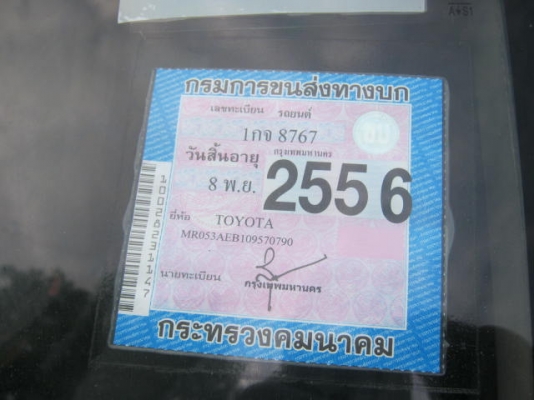 กรมการขนส่งทางบก
เลขทะเบียน รถยนต์
1กจ 8767
วันสิ้นอายุ กรุงเทพมหานคร
8 พ.ย. 2556
ยี่ห้อ TOYOTA
MR053AEB109570790
นายทะเบียน กรุงเทพมหานคร
กระทรวงคมนาคม